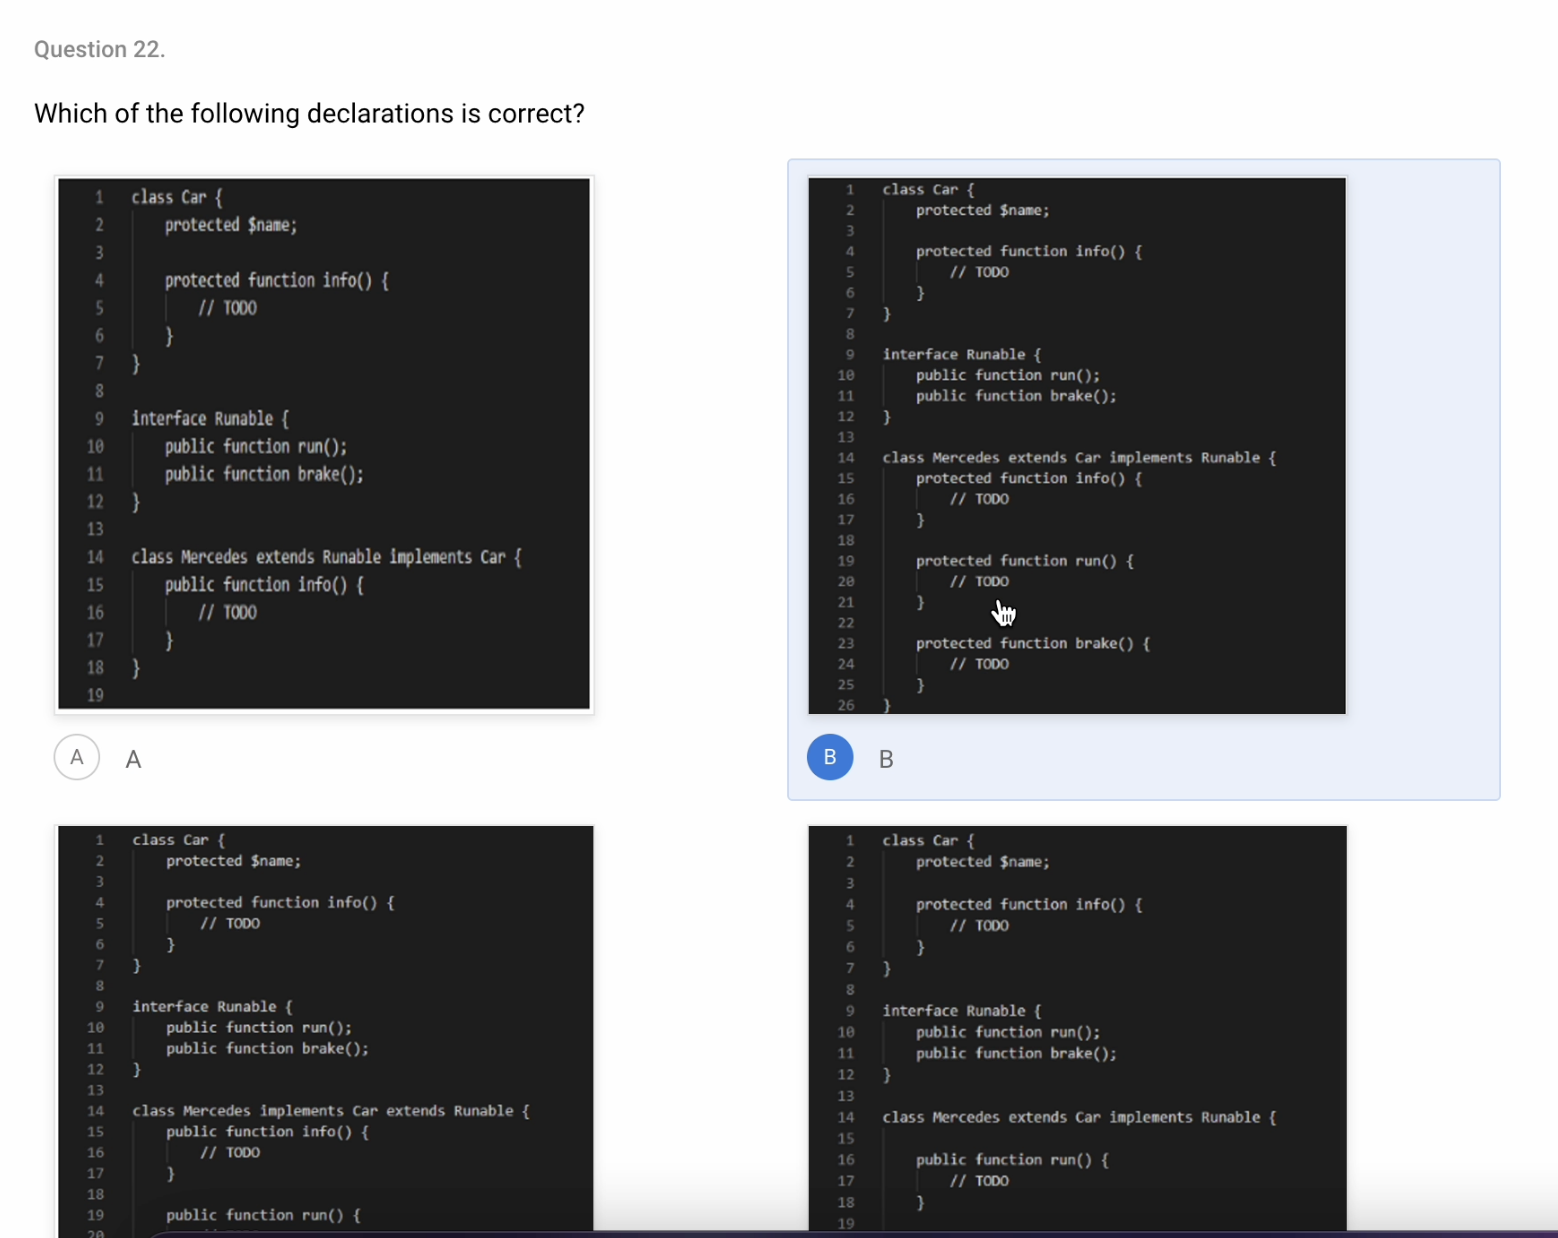 Question 22.
Which of the following declarations is correct?
1 class Car {
2 protected $name;
3
4 protected function info() {
5 // TODO
6 }
7 }
8
9 interface Runable {
10 public function run();
11 public function brake();
12 }
13
14 class Mercedes extends Runable implements Car {
15 public function info() {
16 // TODO
17 }
18 }
19
A A
1 class Car {
2 protected $name;
3
4 protected function info() {
5 // TODO
6 }
7 }
8
9 interface Runable {
10 public function run();
11 public function brake();
12 }
13
14 class Mercedes extends Car implements Runable {
15 protected function info() {
16 // TODO
17 }
18
19 protected function run() {
20 // TODO
21 }
22
23 protected function brake() {
24 // TODO
25 }
26 }
B B
1 class Car {
2 protected $name;
3
4 protected function info() {
5 // TODO
6 }
7 }
8
9 interface Runable {
10 public function run();
11 public function brake();
12 }
13
14 class Mercedes implements Car extends Runable {
15 public function info() {
16 // TODO
17 }
18
19 public function run() {
20
1 class Car {
2 protected $name;
3
4 protected function info() {
5 // TODO
6 }
7 }
8
9 interface Runable {
10 public function run();
11 public function brake();
12 }
13
14 class Mercedes extends Car implements Runable {
15
16 public function run() {
17 // TODO
18 }
19